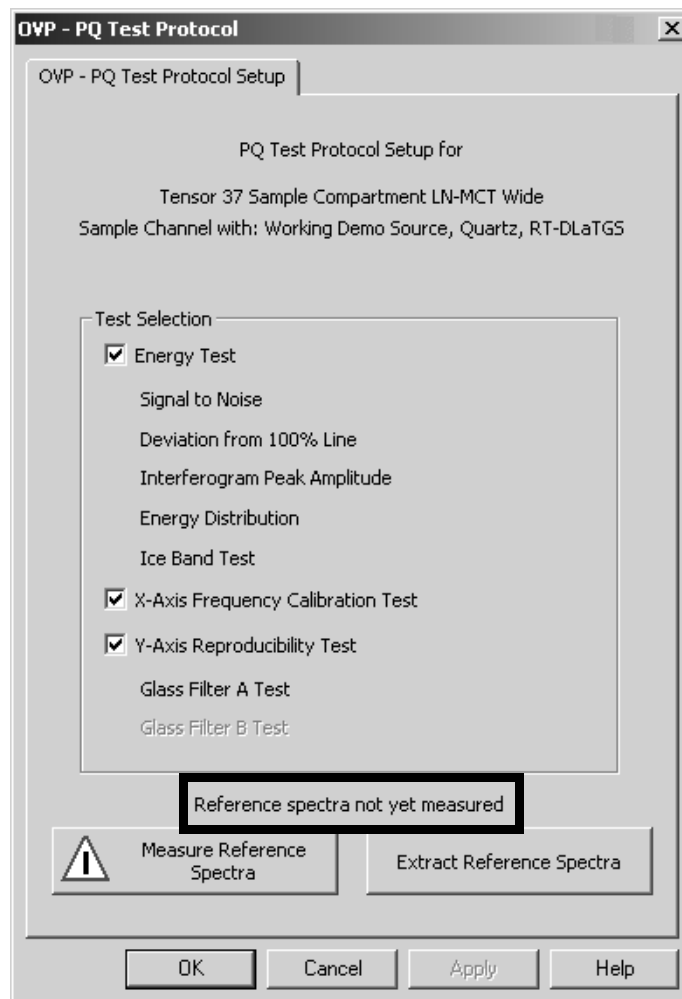 OVP - PQ Test Protocol
OVP - PQ Test Protocol Setup
PQ Test Protocol Setup for
Tensor 37 Sample Compartment LN-MCT Wide
Sample Channel with: Working Demo Source, Quartz, RT-DLaTGS
Test Selection
Energy Test
Signal to Noise
Deviation from 100% Line
Interferogram Peak Amplitude
Energy Distribution
Ice Band Test
X-Axis Frequency Calibration Test
Y-Axis Reproducibility Test
Glass Filter A Test
Glass Filter B Test
Reference spectra not yet measured
Measure Reference
Spectra
Extract Reference Spectra
OK
Cancel
Apply
Help